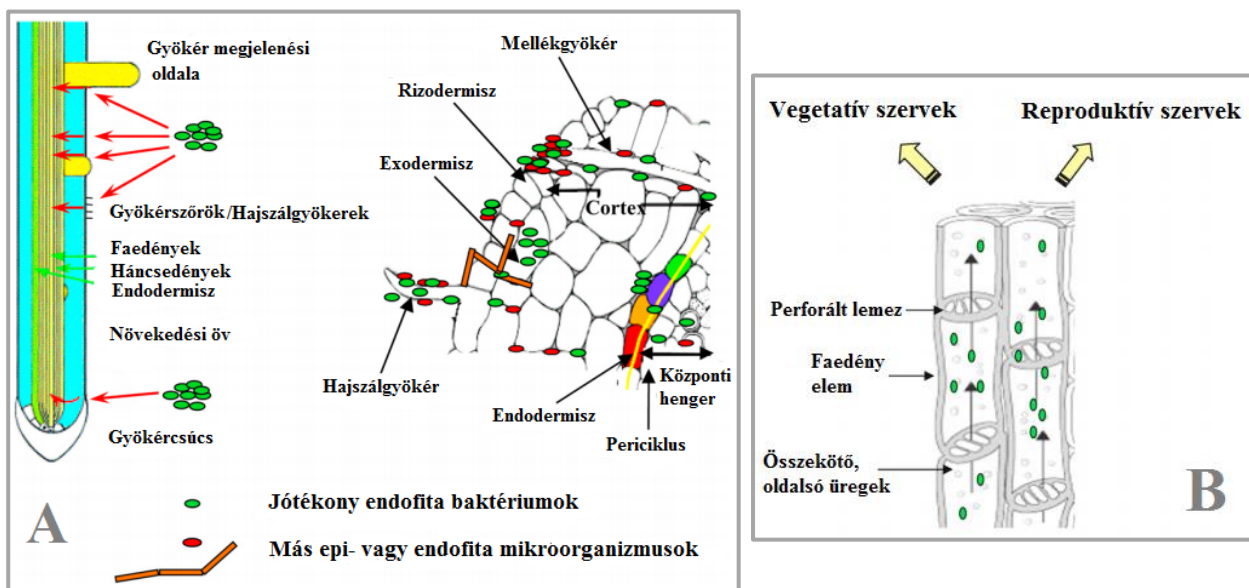 Gyökér megjelenési
oldala
Gyökérszőrök/Hajszálgyökerek
Faedények
Háncsedények
Endodermisz
Növekedési öv
Gyökércsúcs
Mellékgyökér
Rizodermisz
Exodermisz
Cortex
Hajszálgyökér
Endodermisz
Periciklus
Központi
henger
A
Jótékony endofita baktériumok
Más epi- vagy endofita mikroorganizmusok
Vegetatív szervek
Reproduktív szervek
Perforált lemez
Faedény
elem
Összekötő,
oldalsó üregek
B